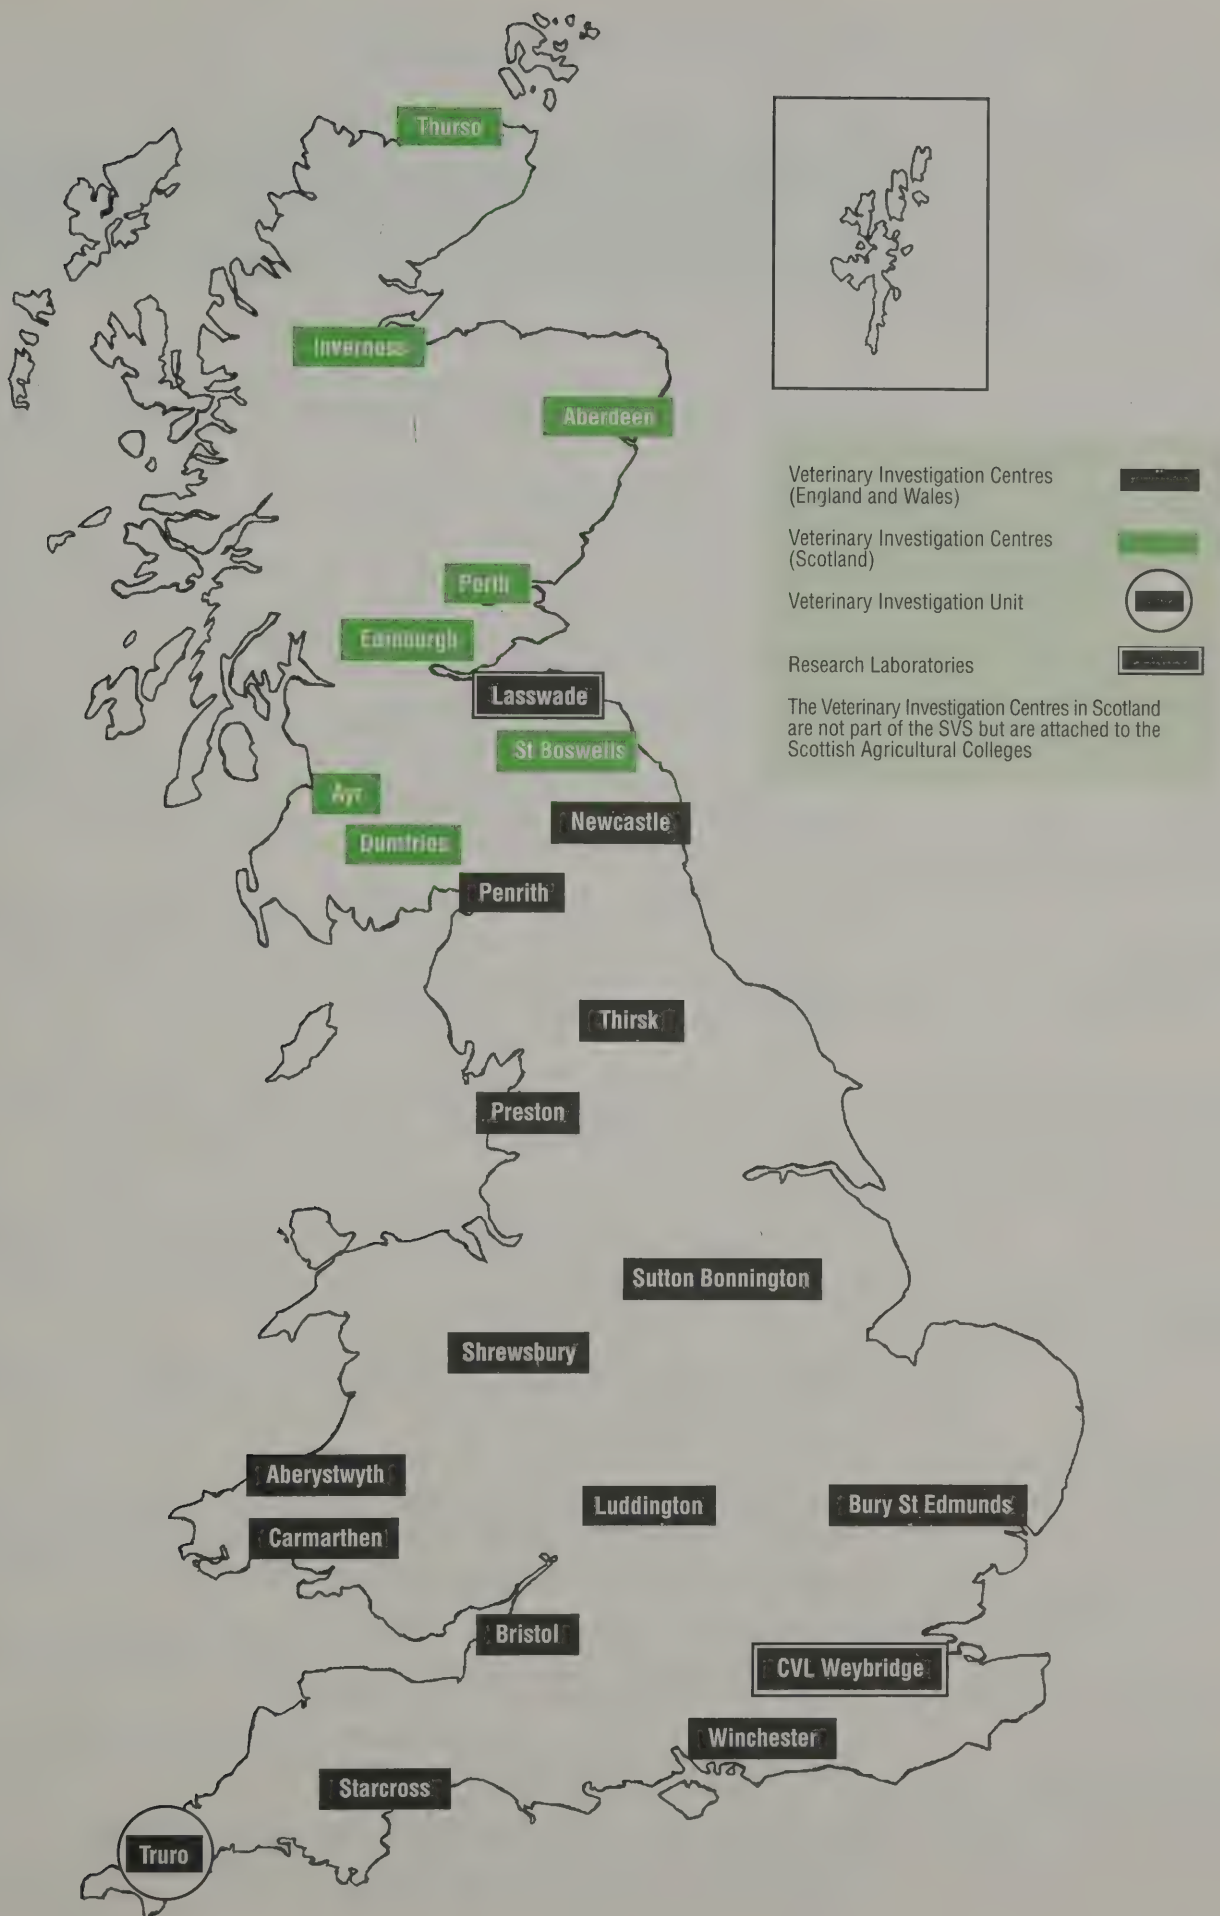 Thurso
Inverness
Aberdeen
Veterinary Investigation Centres
(England and Wales)
Veterinary Investigation Centres
(Scotland)
Veterinary Investigation Unit
Research Laboratories
The Veterinary Investigation Centres in Scotland
are not part of the SVS but are attached to the
Scottish Agricultural Colleges
Perth
Edinburgh
Lasswade
St Boswells
Ayr
Newcastle
Dumfries
Penrith
Thirsk
Preston
Sutton Bonnington
Shrewsbury
Aberystwyth
Luddington
Bury St Edmunds
Carmarthen
Bristol
CVL Weybridge
Winchester
Starcross
Truro